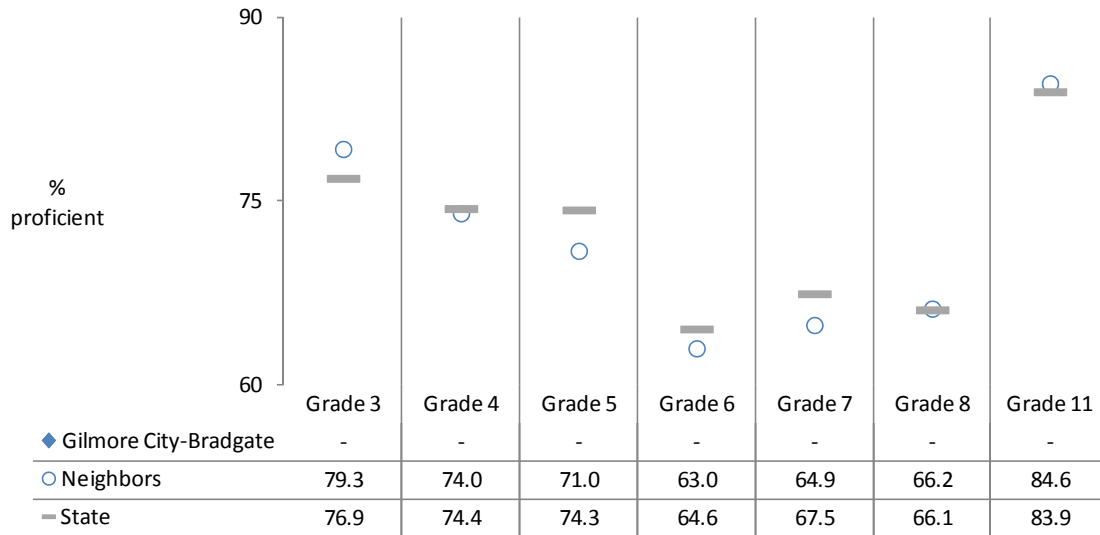 90
%
proficient
75
60
Grade 3 Grade 4 Grade 5 Grade 6 Grade 7 Grade 8 Grade 11
Gilmore City-Bradgate - - - - - - -
Neighbors 79.3 74.0 71.0 63.0 64.9 66.2 84.6
State 76.9 74.4 74.3 64.6 67.5 66.1 83.9